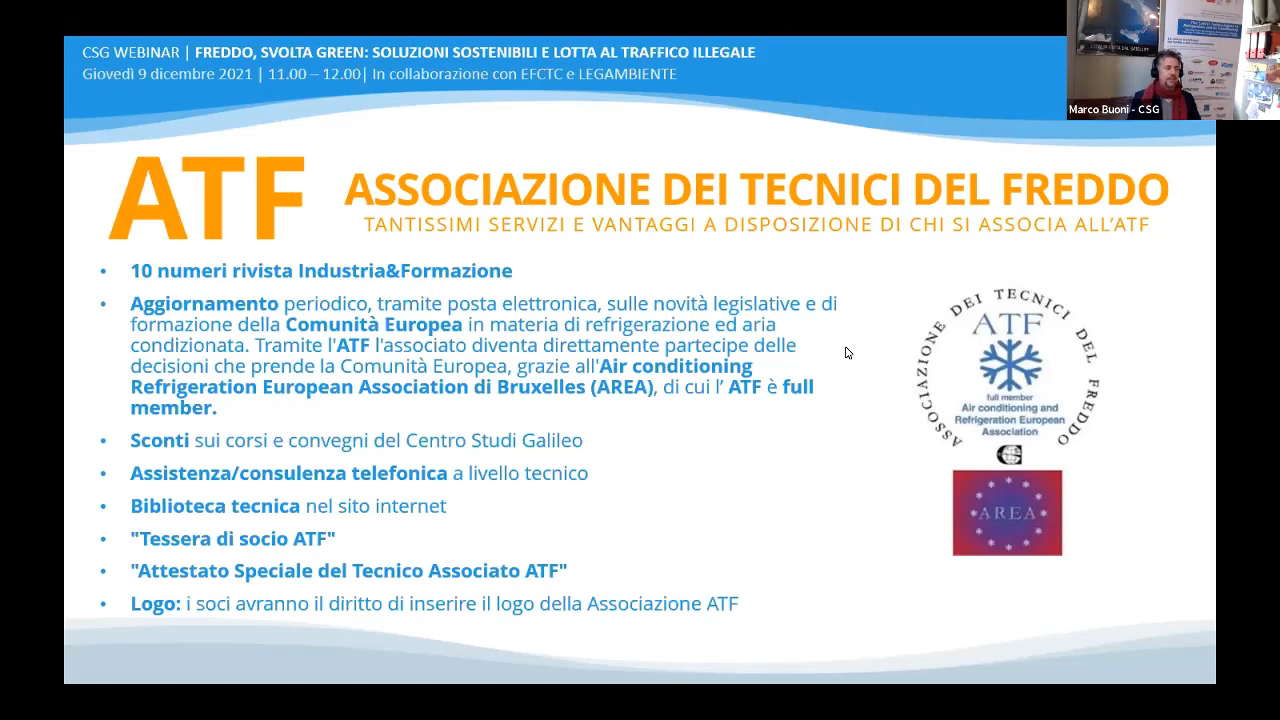 CSG WEBINAR | FREDDO, SVOLTA GREEN: SOLUZIONI SOSTENIBILI E LOTTA AL TRAFFICO ILLEGALE
Giovedì 9 dicembre 2021 | 11.00 – 12.00| In collaborazione con EFCTC e LEGAMBIENTE
Marco Buoni - CSG
ATF
ASSOCIAZIONE DEI TECNICI DEL FREDDO
TANTISSIMI SERVIZI E VANTAGGI A DISPOSIZIONE DI CHI SI ASSOCIA ALL’ATF
• 10 numeri rivista Industria&Formazione
• Aggiornamento periodico, tramite posta elettronica, sulle novità legislative e di
formazione della Comunità Europea in materia di refrigerazione ed aria
condizionata. Tramite l'ATF l'associato diventa direttamente partecipe delle
decisioni che prende la Comunità Europea, grazie all'Air conditioning
Refrigeration European Association di Bruxelles (AREA), di cui l’ ATF è full
member.
• Sconti sui corsi e convegni del Centro Studi Galileo
• Assistenza/consulenza telefonica a livello tecnico
• Biblioteca tecnica nel sito internet
• "Tessera di socio ATF"
• "Attestato Speciale del Tecnico Associato ATF"
• Logo: i soci avranno il diritto di inserire il logo della Associazione ATF
ASSOCIAZIONE DEI TECNICI DEL FREDDO
ATF
full member
Air conditioning and
Refrigeration European
Association
AREA